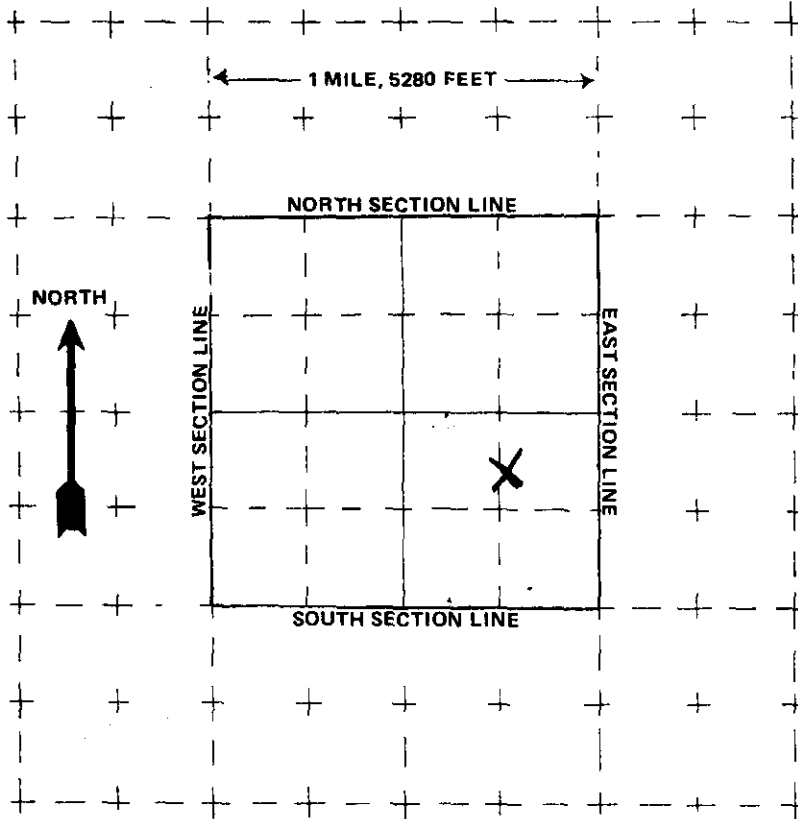 1 MILE, 5280 FEET
NORTH SECTION LINE
NORTH
WEST SECTION LINE
EAST SECTION LINE
SOUTH SECTION LINE